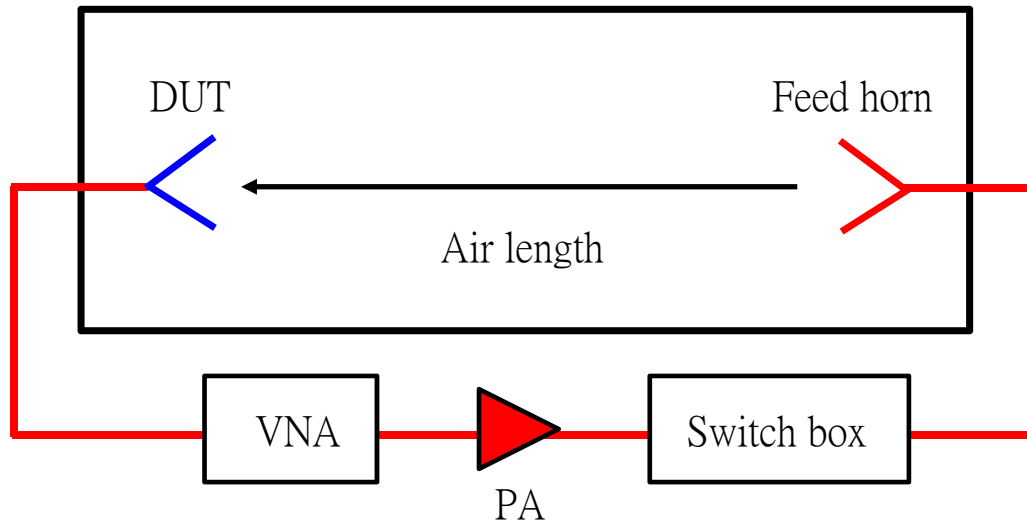 DUT
Feed horn
Air length
VNA
Switch box
PA